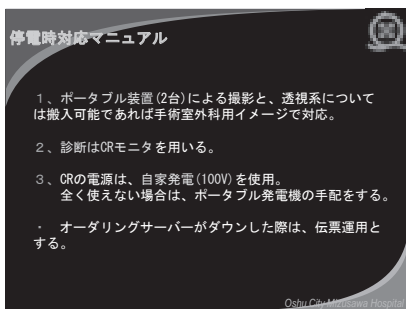 停電時対応マニュアル
１、ポータブル装置(2台)による撮影と、透視系について
は搬入可能であれば手術室外科用イメージで対応。
２、診断はCRモニタを用いる。
３、CRの電源は、自家発電(100V)を使用。
全く使えない場合は、ポータブル発電機の手配をする。
・ オーダリングサーバーがダウンした際は、伝票運用と
する。
Oshu City Mizusawa Hospital